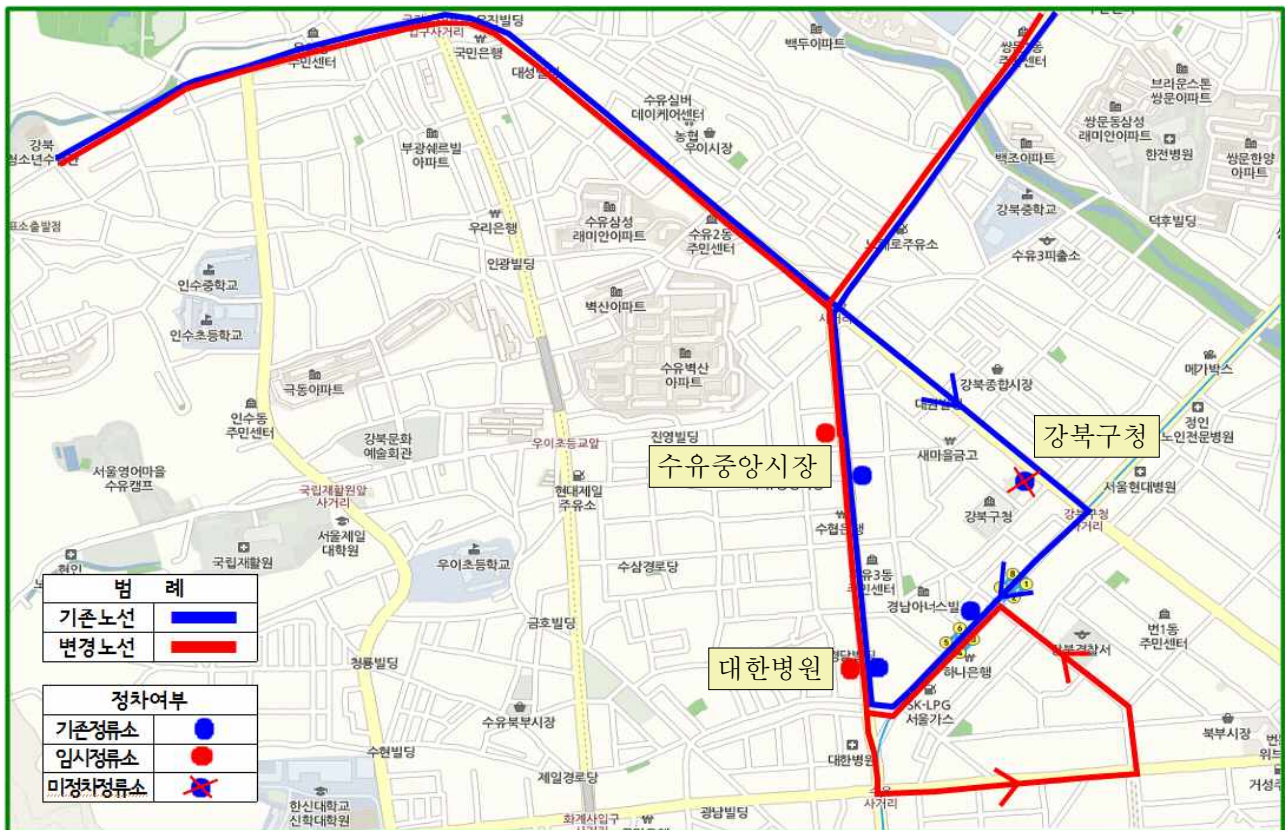 국민은행
대성빌딩
백두아파트
주민센터
브라운스톤
쌍문아파트
수유실버
데이케어센터
농협
우이시장
쌍문동삼성
래미안아파트
한전병원
쌍문한양
아파트
강북
부광쉐르빌
아파트
백조아파트
강북중학교
덕후빌딩
표소출발점
우리은행
수유삼성
래미안아파트
수유2동
주민센터
수유3파출소
인광빌딩
인수중학교
벽산아파트
인수초등학교
사거리
극동아파트
수유벽산
아파트
강북종합시장
메가박스
인수동
주민센터
강북문화
예술회관
우이초등교앞
진영빌딩
정인
노인전문병원
강북구청
수유중앙시장
새마을금고
서울영어마을
수유캠프
국립재활원앞
사거리
현대제일
주유소
서울현대병원
강북구청
강북구청
사거리
서울제일
대학원
수협은행
국립재활원
우이초등학교
수삼경로당
수유3동
주민센터
경남아너스빌
범 례
기존노선
변경노선
금호빌딩
번1동
주민센터
강북경찰서
청룡빌딩
대한병원
하나은행
SK-LPG
서울가스
정차여부
기존정류소
임시정류소
미정차정류소
수유북부시장
북부시장
수현빌딩
대한병원
제일경로당
수유
사거리
한신대학교
신학대학원
화계사입구
사거리
광남빌딩